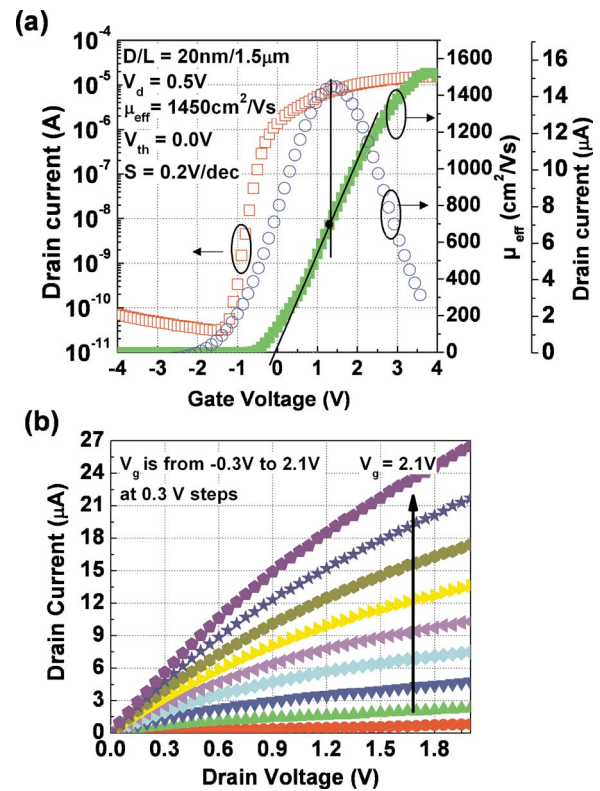 (a)
D/L = 20nm/1.5μm
V_d = 0.5V
μ_eff = 1450cm²/Vs
V_th = 0.0V
S = 0.2V/dec
Drain current (A)
10⁻⁴
10⁻⁵
10⁻⁶
10⁻⁷
10⁻⁸
10⁻⁹
10⁻¹⁰
10⁻¹¹
-4 -3 -2 -1 0 1 2 3 4
Gate Voltage (V)
1600
1400
1200
1000
800
600
400
200
0
μ_eff (cm²/Vs)
16
14
12
10
8
6
4
2
0
Drain current (μA)
(b)
V_g is from -0.3V to 2.1V
at 0.3 V steps
V_g = 2.1V
Drain Current (μA)
27
24
21
18
15
12
9
6
3
0
0.0 0.3 0.6 0.9 1.2 1.5 1.8
Drain Voltage (V)